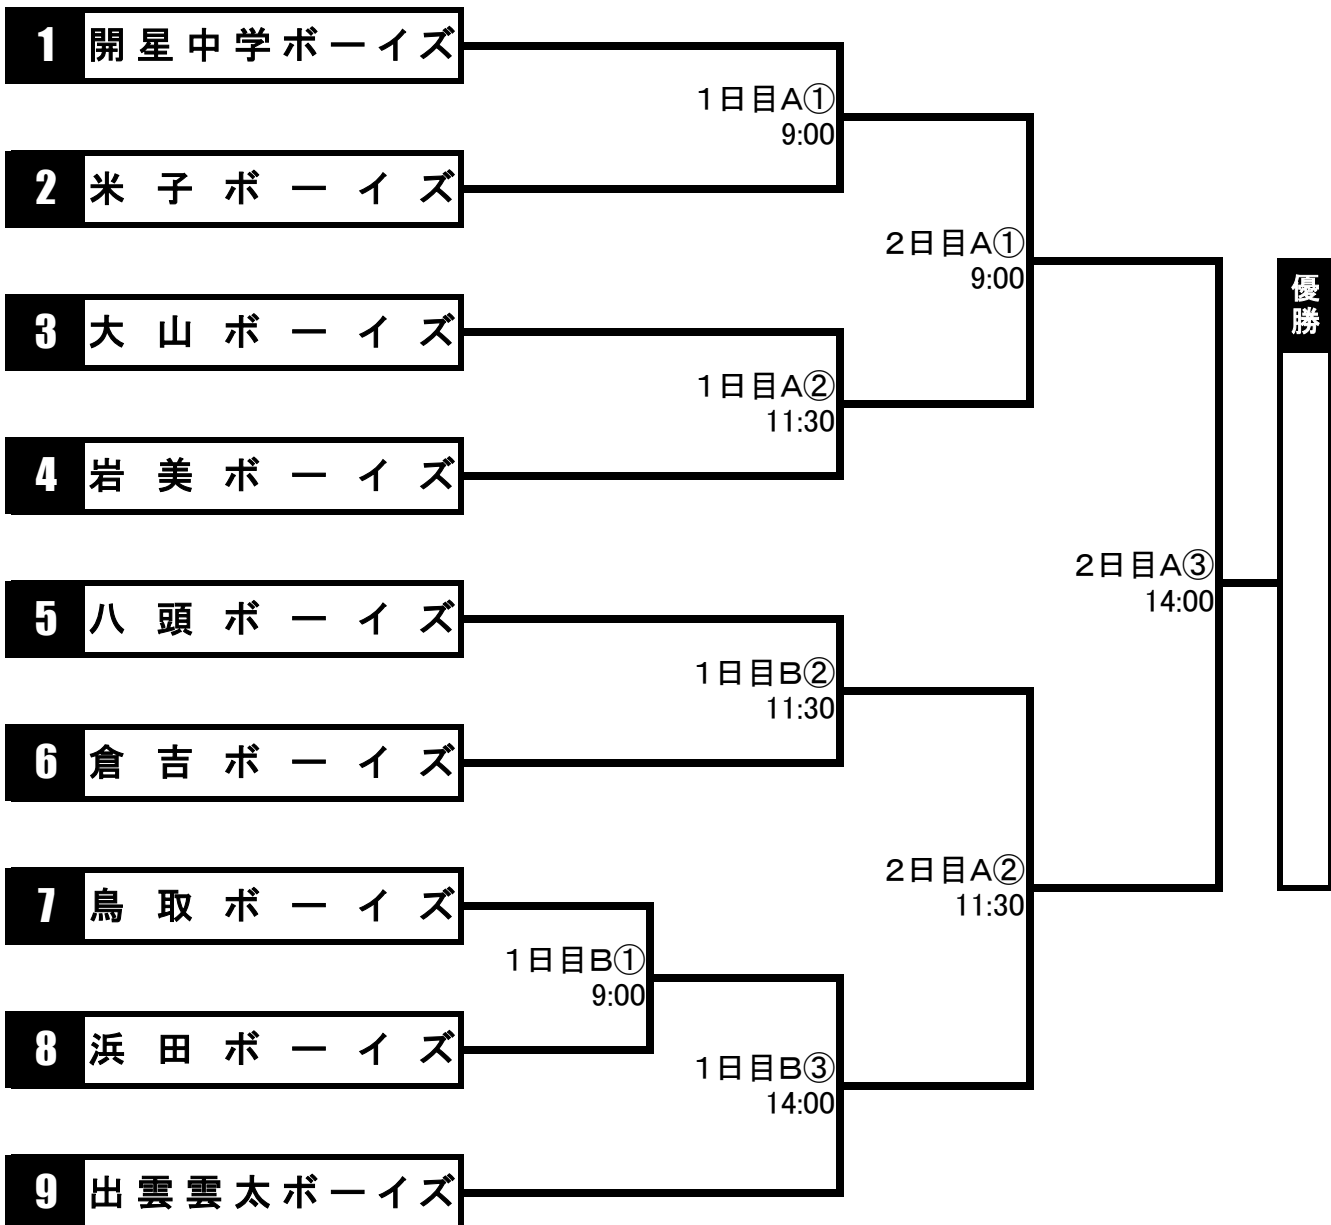 1 開星中学ボーイズ
1日目A①
9:00
2 米子ボーイズ
2日目A①
9:00
優勝
3 大山ボーイズ
1日目A②
11:30
4 岩美ボーイズ
2日目A③
14:00
5 八頭ボーイズ
1日目B②
11:30
6 倉吉ボーイズ
2日目A②
11:30
7 鳥取ボーイズ
1日目B①
9:00
8 浜田ボーイズ
1日目B③
14:00
9 出雲雲太ボーイズ